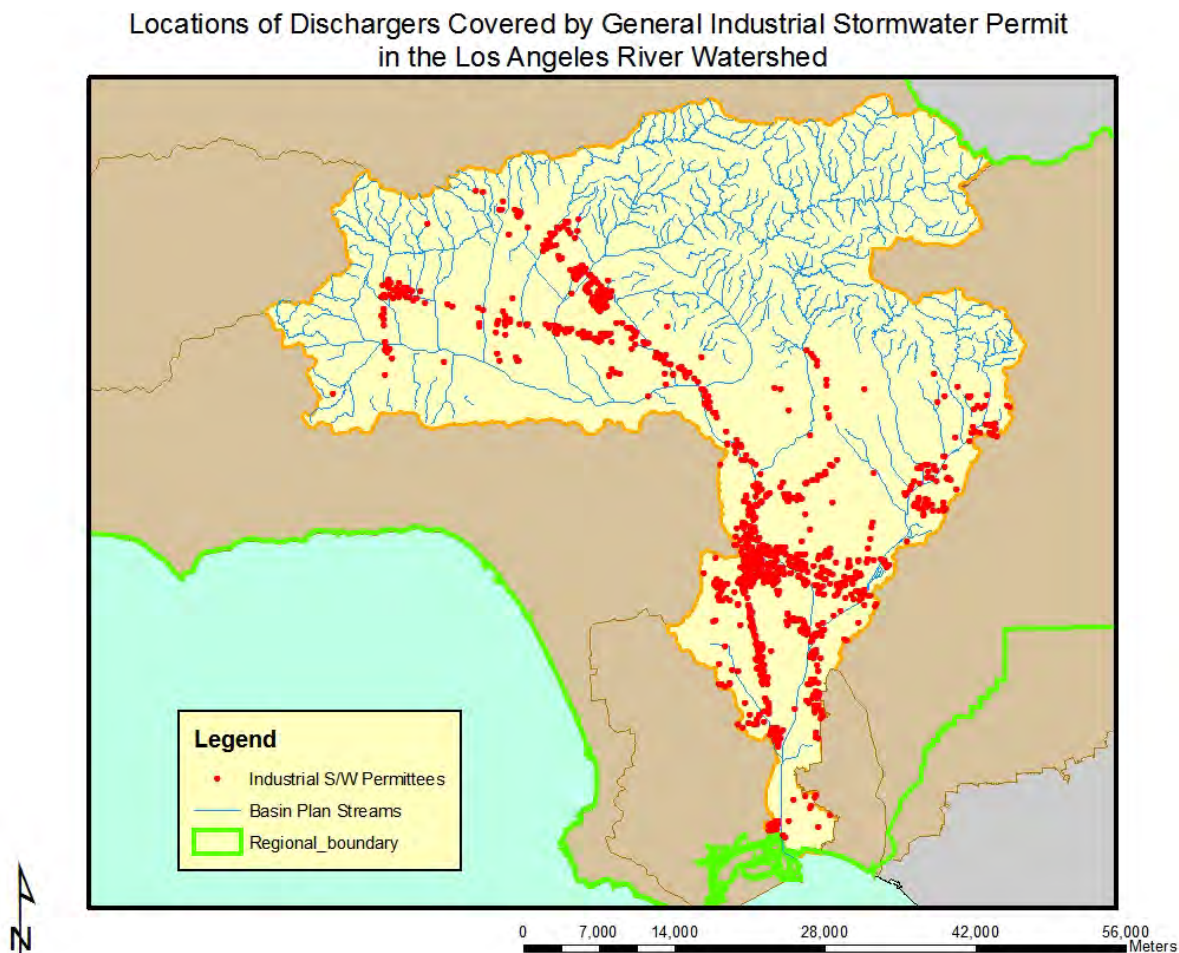 Locations of Dischargers Covered by General Industrial Stormwater Permit
in the Los Angeles River Watershed
Legend
Industrial S/W Permittees
Basin Plan Streams
Regional_boundary
N
0 7,000 14,000 28,000 42,000 56,000
Meters